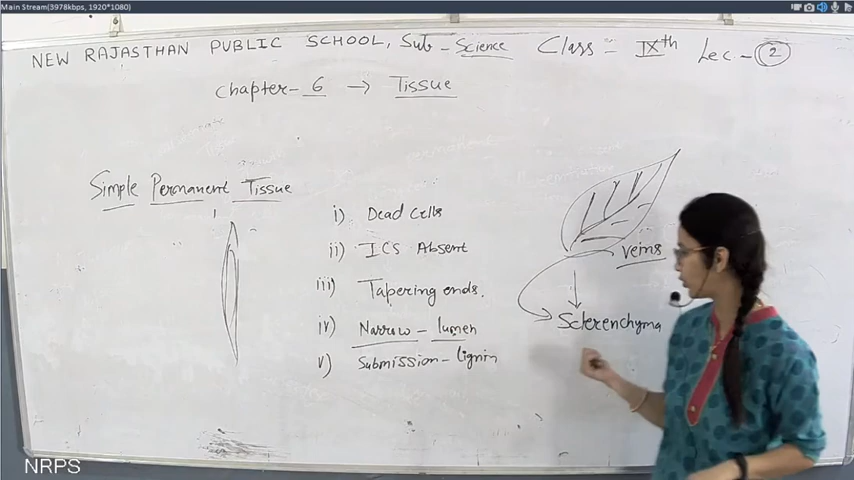 Main Stream(3978kbps, 1920*1080)
NEW RAJASTHAN PUBLIC SCHOOL, Sub - Science Class = IXth Lec - 2
Chapter - 6 → Tissue
Simple Permanent Tissue
i) Dead Cells
ii) ICS Absent
iii) Tapering ends.
iv) Narrow - lumen
v) Submission - lignin
veins
Sclerenchyma
NRPS